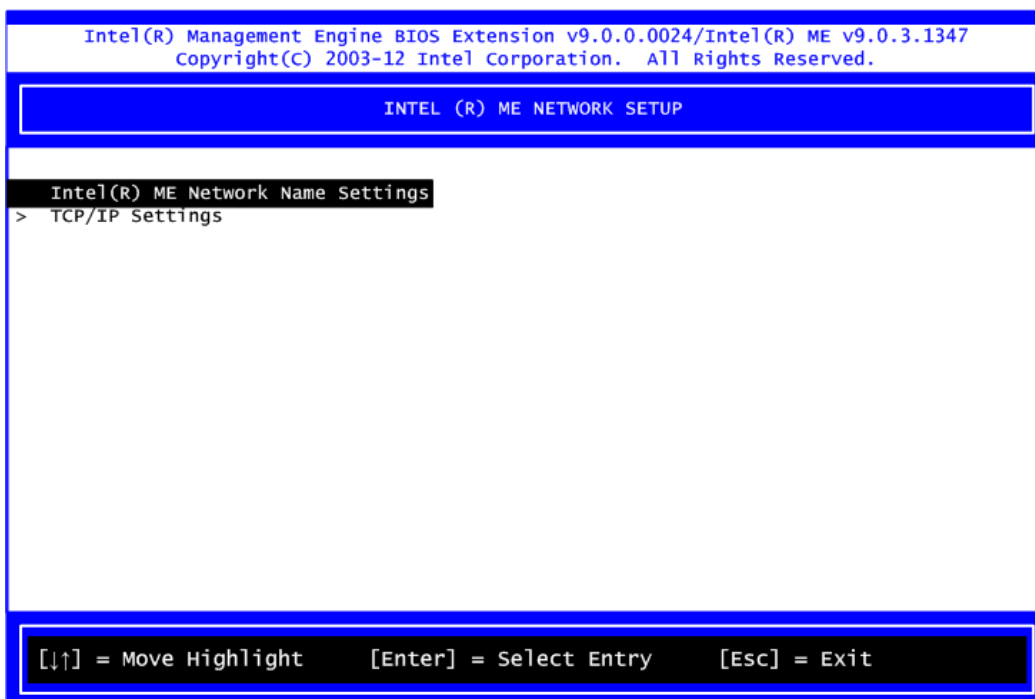 Intel(R) Management Engine BIOS Extension v9.0.0.0024/Intel(R) ME v9.0.3.1347
Copyright(C) 2003-12 Intel Corporation. All Rights Reserved.
INTEL (R) ME NETWORK SETUP
Intel(R) ME Network Name Settings
> TCP/IP Settings
[↓↑] = Move Highlight [Enter] = Select Entry [Esc] = Exit